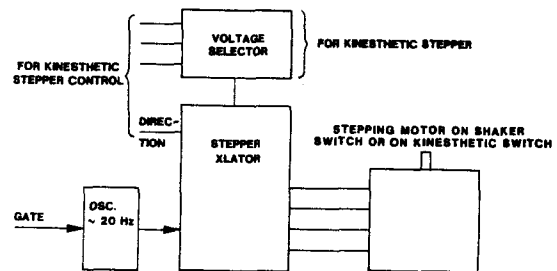 VOLTAGE
SELECTOR
FOR KINESTHETIC STEPPER
FOR KINESTHETIC
STEPPER CONTROL
DIREC-
TION
STEPPER
XLATOR
STEPPING MOTOR ON SHAKER
SWITCH OR ON KINESTHETIC SWITCH
GATE
OSC.
~ 20 Hz